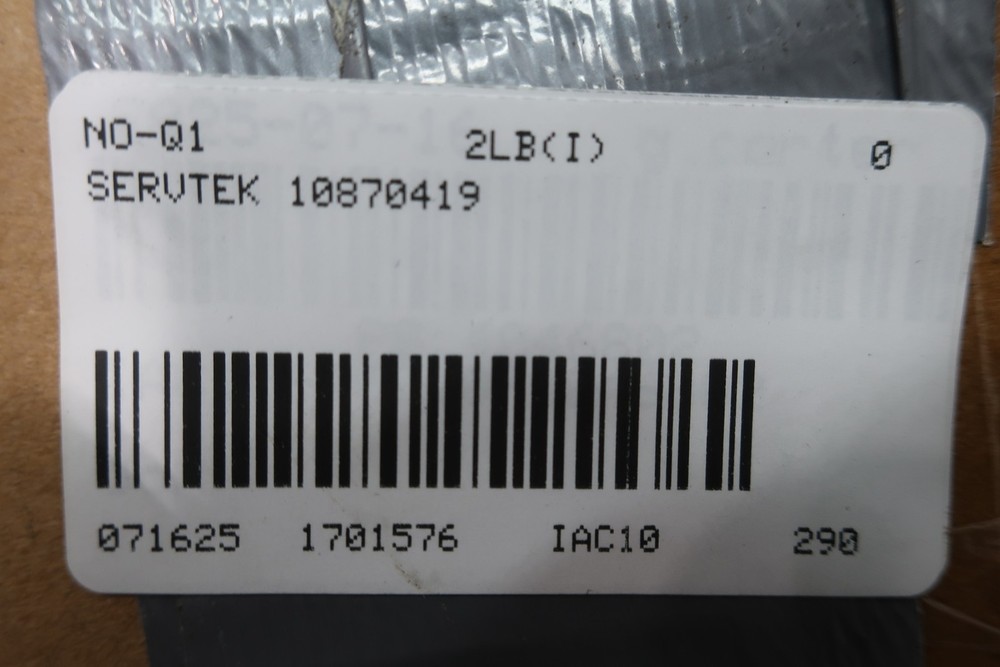 NO-Q1 2LB(I) 0
SERVTEK 10870419
071625 1701576 IAC10 290